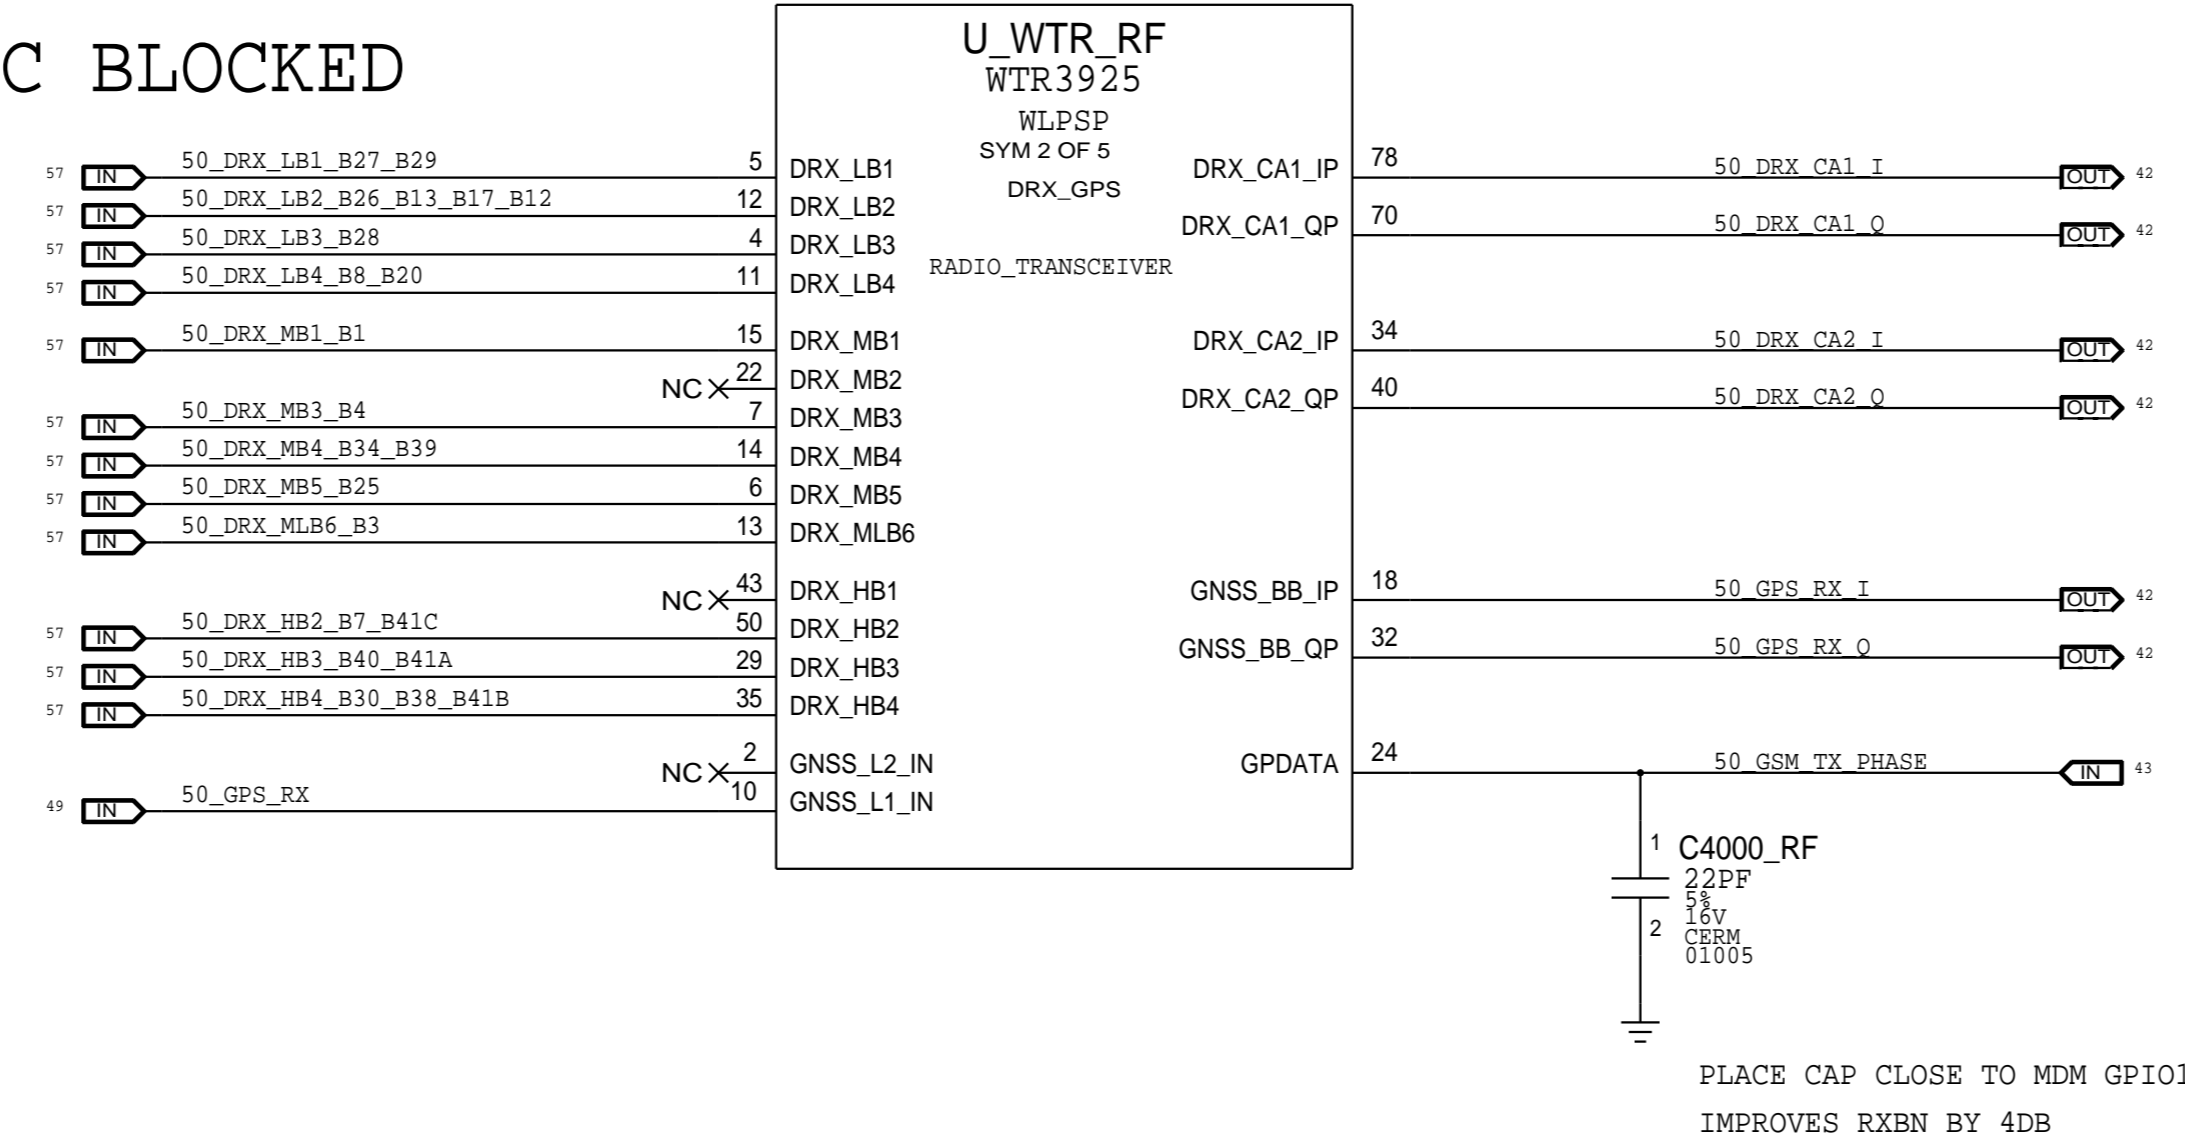 C BLOCKED
U_WTR_RF
WTR3925
WLPSP
SYM 2 OF 5
DRX_GPS
RADIO_TRANSCEIVER
57 IN 50_DRX_LB1_B27_B29 5 DRX_LB1
57 IN 50_DRX_LB2_B26_B13_B17_B12 12 DRX_LB2
57 IN 50_DRX_LB3_B28 4 DRX_LB3
57 IN 50_DRX_LB4_B8_B20 11 DRX_LB4
57 IN 50_DRX_MB1_B1 15 DRX_MB1
NC 22 DRX_MB2
57 IN 50_DRX_MB3_B4 7 DRX_MB3
57 IN 50_DRX_MB4_B34_B39 14 DRX_MB4
57 IN 50_DRX_MB5_B25 6 DRX_MB5
57 IN 50_DRX_MLB6_B3 13 DRX_MLB6
NC 43 DRX_HB1
57 IN 50_DRX_HB2_B7_B41C 50 DRX_HB2
57 IN 50_DRX_HB3_B40_B41A 29 DRX_HB3
57 IN 50_DRX_HB4_B30_B38_B41B 35 DRX_HB4
NC 2 GNSS_L2_IN
49 IN 50_GPS_RX 10 GNSS_L1_IN
DRX_CA1_IP 78 50_DRX_CA1_I OUT 42
DRX_CA1_QP 70 50_DRX_CA1_Q OUT 42
DRX_CA2_IP 34 50_DRX_CA2_I OUT 42
DRX_CA2_QP 40 50_DRX_CA2_Q OUT 42
GNSS_BB_IP 18 50_GPS_RX_I OUT 42
GNSS_BB_QP 32 50_GPS_RX_Q OUT 42
GPDATA 24 50_GSM_TX_PHASE IN 43
1 C4000_RF
22PF
5%
16V
2 CERM
01005
PLACE CAP CLOSE TO MDM GPIO1
IMPROVES RXBN BY 4DB